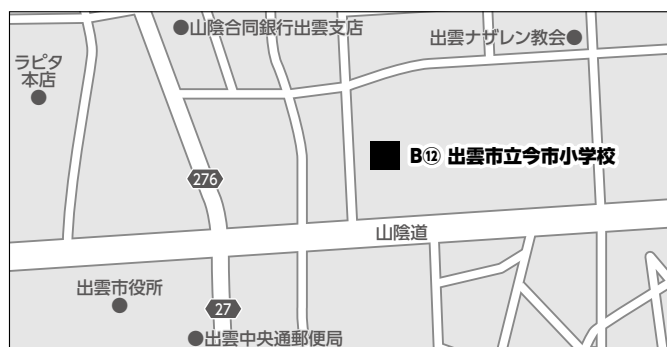 ●山陰合同銀行出雲支店
出雲ナザレン教会●
ラピタ
本店
B⑫ 出雲市立今市小学校
276
山陰道
出雲市役所
27
●出雲中央通郵便局